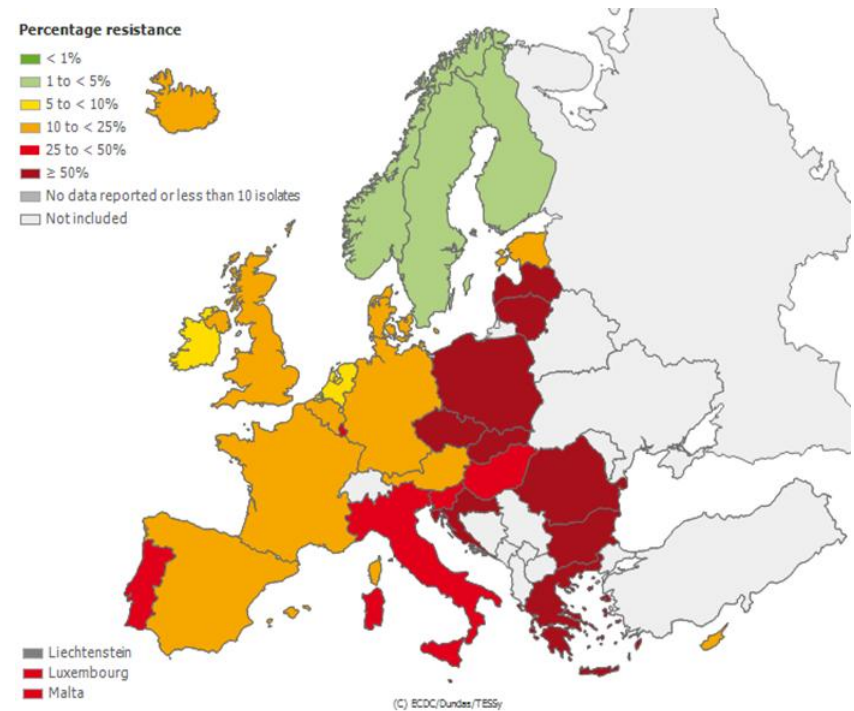 Percentage resistance
< 1%
1 to < 5%
5 to < 10%
10 to < 25%
25 to < 50%
≥ 50%
No data reported or less than 10 isolates
Not included
Liechtenstein
Luxembourg
Malta
(C) ECDC/Dundas/TESSy